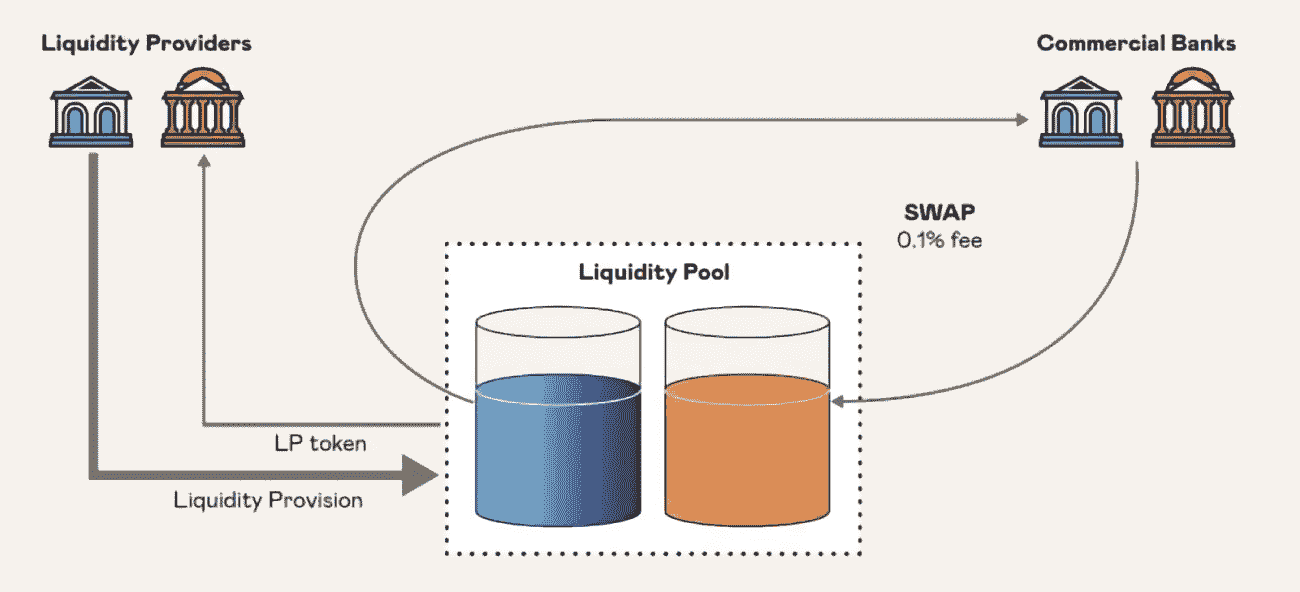 Liquidity Providers
Commercial Banks
SWAP
0.1% fee
Liquidity Pool
LP token
Liquidity Provision